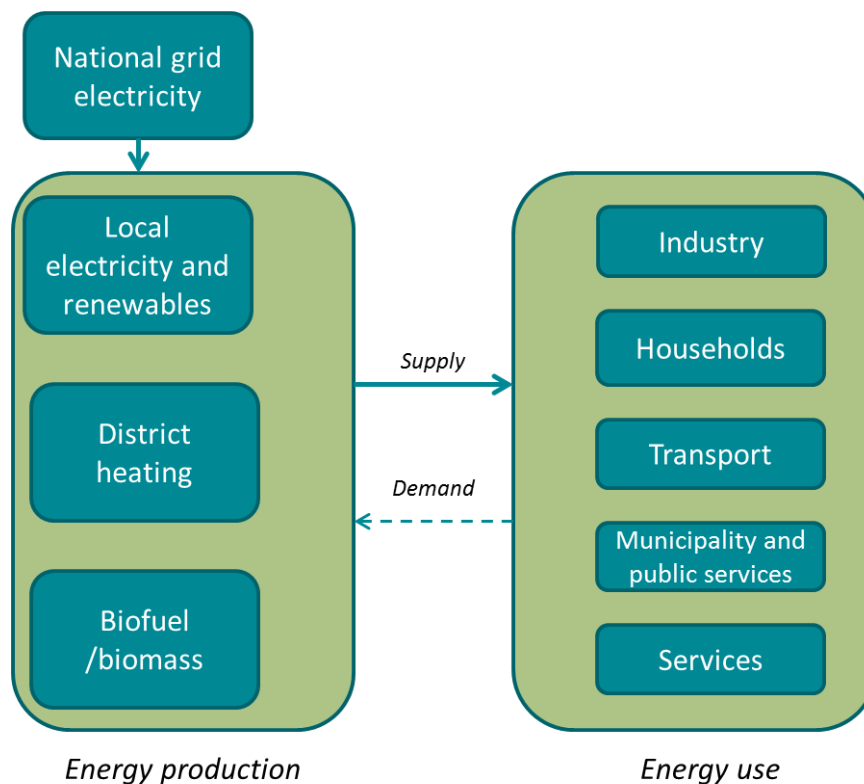 National grid
electricity
Local
electricity and
renewables
District
heating
Biofuel
/biomass
Energy production
Supply
Demand
Industry
Households
Transport
Municipality and
public services
Services
Energy use